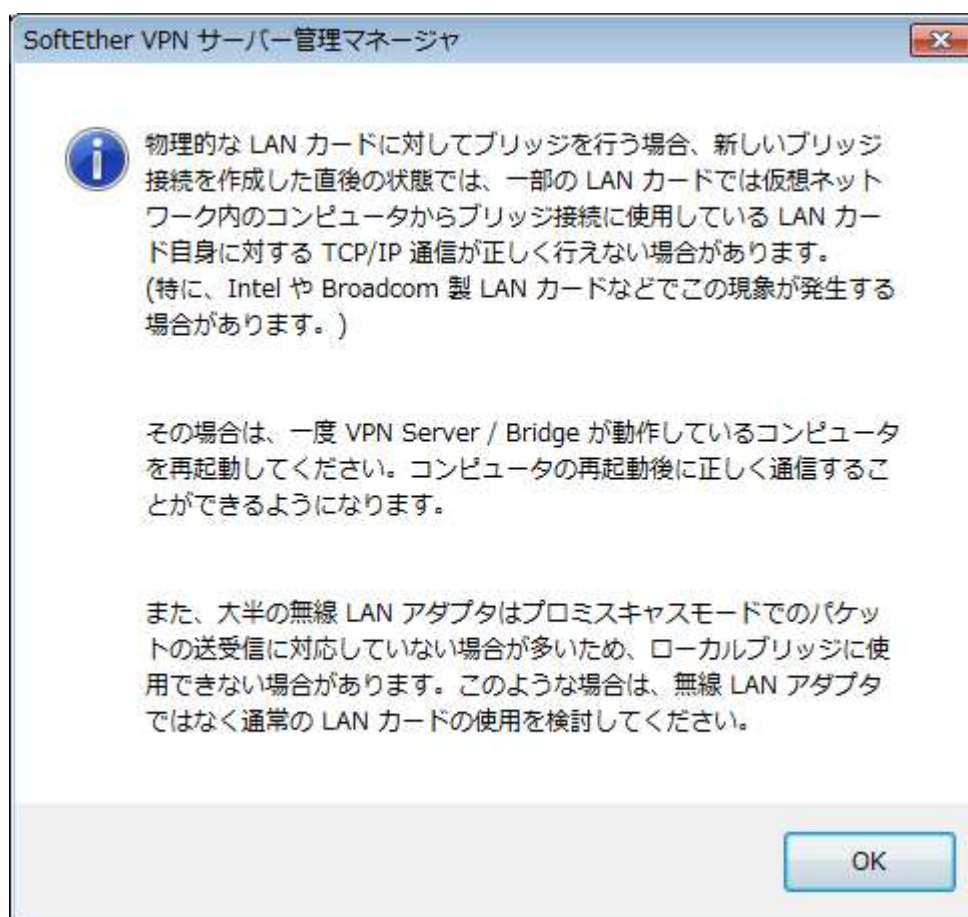 SoftEther VPN サーバー管理マネージャ
物理的な LAN カードに対してブリッジを行う場合、新しいブリッジ
接続を作成した直後の状態では、一部の LAN カードでは仮想ネット
ワーク内のコンピュータからブリッジ接続に使用している LAN カー
ド自身に対する TCP/IP 通信が正しく行えない場合があります。
(特に、Intel や Broadcom 製 LAN カードなどでこの現象が発生する
場合があります。)
その場合は、一度 VPN Server / Bridge が動作しているコンピュータ
を再起動してください。コンピュータの再起動後に正しく通信するこ
とができるようになります。
また、大半の無線 LAN アダプタはプロミスキャスモードでのパケッ
トの送受信に対応していない場合が多いため、ローカルブリッジに使
用できない場合があります。このような場合は、無線 LAN アダプタ
ではなく通常の LAN カードの使用を検討してください。
OK